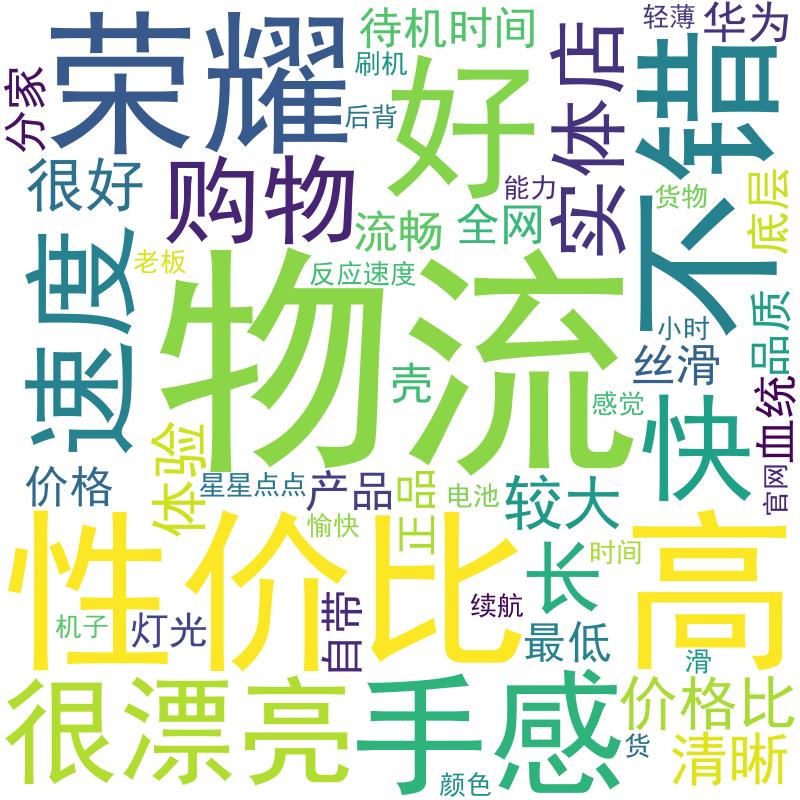 荣耀
待机时间
轻薄
华为
分家
刷机
好
后背
实体店
不错
很好
购物
能力
货物
底层
流畅
全网
速度
老板
反应速度
物流
小时
品质
丝滑
壳
感觉
快
血统
价格
体验
星星点点
产品
正品
电池
较大
官网
愉快
性价比
高
长
时间
机子
灯光
自带
续航
最低
滑
很漂亮
手感
价格比
颜色
货
清晰